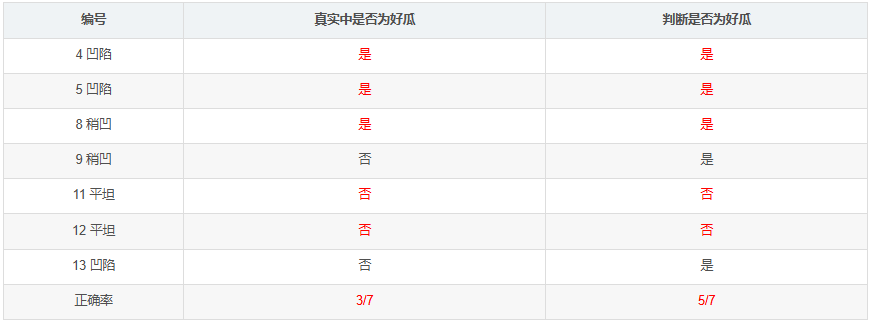 编号 真实中是否为好瓜 判断是否为好瓜
4 凹陷 是 是
5 凹陷 是 是
8 稍凹 是 是
9 稍凹 否 是
11 平坦 否 否
12 平坦 否 否
13 凹陷 否 是
正确率 3/7 5/7